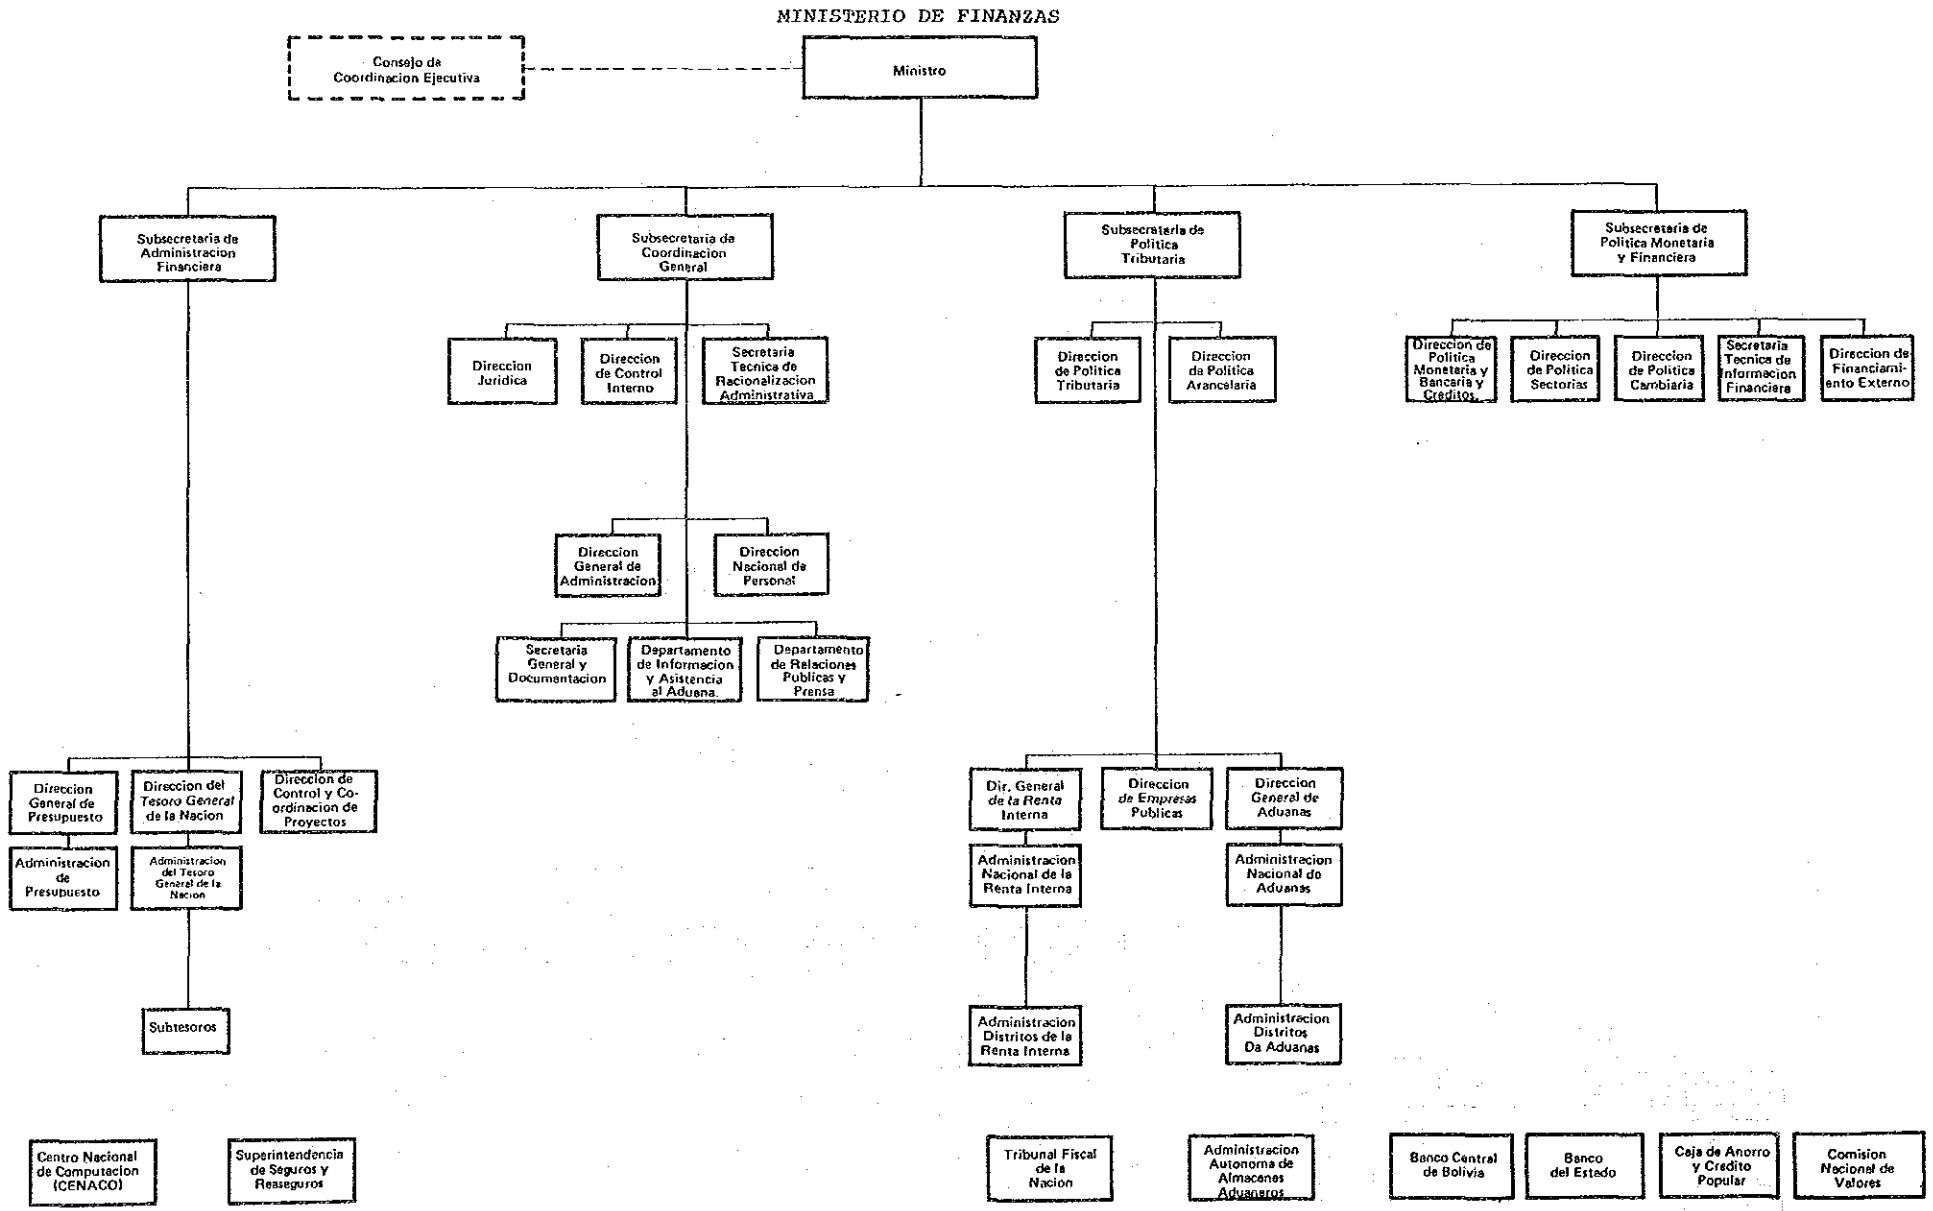 MINISTERIO DE FINANZAS
Consejo de
Coordinacion Ejecutiva
Ministro
Subsecretaria de
Administracion
Financiera
Subsecretaria de
Coordinacion
General
Subsecretaria de
Politica
Tributaria
Subsecretaria de
Politica Monetaria
y Financiera
Direccion
Juridica
Direccion
de Control
Interno
Secretaria
Tecnica de
Racionalizacion
Administrativa
Direccion
de Politica
Tributaria
Direccion
de Politica
Arancelaria
Direccion de
Politica
Monetaria y
Bancaria y
Creditos.
Direccion
de Politica
Sectorias
Direccion
de Politica
Cambiaria
Secretaria
Tecnica de
Informacion
Financiera
Direccion de
Financiami-
ento Externo
Direccion
General de
Administracion
Direccion
Nacional de
Personal
Secretaria
General y
Documentacion
Departamento
de Informacion
y Asistencia
al Aduana.
Departamento
de Relaciones
Publicas y
Prensa
Direccion
General de
Presupuesto
Direccion del
Tesoro General
de la Nacion
Direccion de
Control y Co-
ordinacion de
Proyectos
Dir. General
de la Renta
Interna
Direccion
de Empresas
Publicas
Direccion
General de
Aduanas
Administracion
de
Presupuesto
Administracion
del Tesoro
General de la
Nacion
Administracion
Nacional de la
Renta Interna
Administracion
Nacional de
Aduanas
Subtesoros
Administracion
Distritos de la
Renta Interna
Administracion
Distritos
Da Aduanas
Centro Nacional
de Computacion
(CENACO)
Superintendencia
de Seguros y
Reaseguros
Tribunal Fiscal
de la
Nacion
Administracion
Autonoma de
Almacenes
Aduaneros
Banco Central
de Bolivia
Banco
del Estado
Caja de Anorro
y Credito
Popular
Comision
Nacional de
Valores